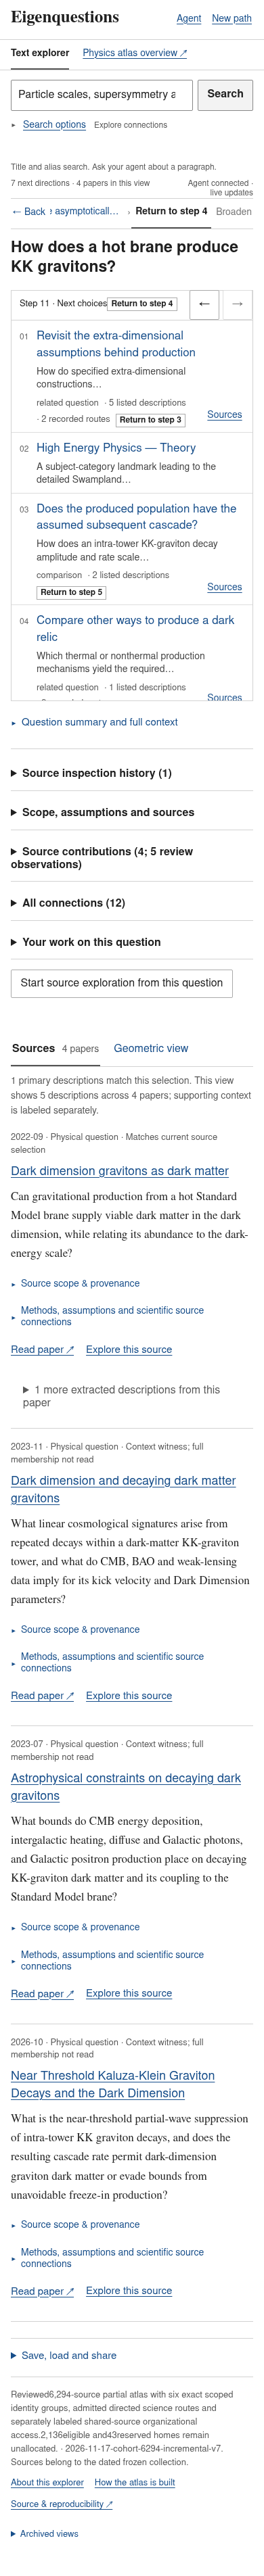 Eigenquestions
Agent New path
Text explorer Physics atlas overview ↗
Particle scales, supersymmetry a
Search
▸ Search options Explore connections
Title and alias search. Ask your agent about a paragraph.
7 next directions · 4 papers in this view
Agent connected · live updates
← Back asymptoticall… Return to step 4 Broaden
How does a hot brane produce
KK gravitons?
Step 11 · Next choices Return to step 4 ← →
01 Revisit the extra-dimensional
assumptions behind production
How do specified extra-dimensional
constructions…
related question · 5 listed descriptions
· 2 recorded routes Return to step 3
Sources
02 High Energy Physics — Theory
A subject-category landmark leading to the
detailed Swampland…
03 Does the produced population have the
assumed subsequent cascade?
How does an intra-tower KK-graviton decay
amplitude and rate scale…
comparison · 2 listed descriptions
Return to step 5
Sources
04 Compare other ways to produce a dark
relic
Which thermal or nonthermal production
mechanisms yield the required…
related question · 1 listed descriptions
Sources
▸ Question summary and full context
▶ Source inspection history (1)
▶ Scope, assumptions and sources
▶ Source contributions (4; 5 review
observations)
▶ All connections (12)
▶ Your work on this question
Start source exploration from this question
Sources 4 papers Geometric view
1 primary descriptions match this selection. This view
shows 5 descriptions across 4 papers; supporting context
is labeled separately.
2022-09 · Physical question · Matches current source
selection
Dark dimension gravitons as dark matter
Can gravitational production from a hot Standard
Model brane supply viable dark matter in the dark
dimension, while relating its abundance to the dark-
energy scale?
▸ Source scope & provenance
▸ Methods, assumptions and scientific source
connections
Read paper ↗ Explore this source
▶ 1 more extracted descriptions from this
paper
2023-11 · Physical question · Context witness; full
membership not read
Dark dimension and decaying dark matter
gravitons
What linear cosmological signatures arise from
repeated decays within a dark-matter KK-graviton
tower, and what do CMB, BAO and weak-lensing
data imply for its kick velocity and Dark Dimension
parameters?
▸ Source scope & provenance
▸ Methods, assumptions and scientific source
connections
Read paper ↗ Explore this source
2023-07 · Physical question · Context witness; full
membership not read
Astrophysical constraints on decaying dark
gravitons
What bounds do CMB energy deposition,
intergalactic heating, diffuse and Galactic photons,
and Galactic positron production place on decaying
KK-graviton dark matter and its coupling to the
Standard Model brane?
▸ Source scope & provenance
▸ Methods, assumptions and scientific source
connections
Read paper ↗ Explore this source
2026-10 · Physical question · Context witness; full
membership not read
Near Threshold Kaluza-Klein Graviton
Decays and the Dark Dimension
What is the near-threshold partial-wave suppression
of intra-tower KK graviton decays, and does the
resulting cascade rate permit dark-dimension
graviton dark matter or evade bounds from
unavoidable freeze-in production?
▸ Source scope & provenance
▸ Methods, assumptions and scientific source
connections
Read paper ↗ Explore this source
▶ Save, load and share
Reviewed6,294-source partial atlas with six exact scoped
identity groups, admitted directed science routes and
separately labeled shared-source organizational
access.2,136eligible and43reserved homes remain
unallocated. · 2026-11-17-cohort-6294-incremental-v7.
Sources belong to the dated frozen collection.
About this explorer How the atlas is built
Source & reproducibility ↗
▶ Archived views